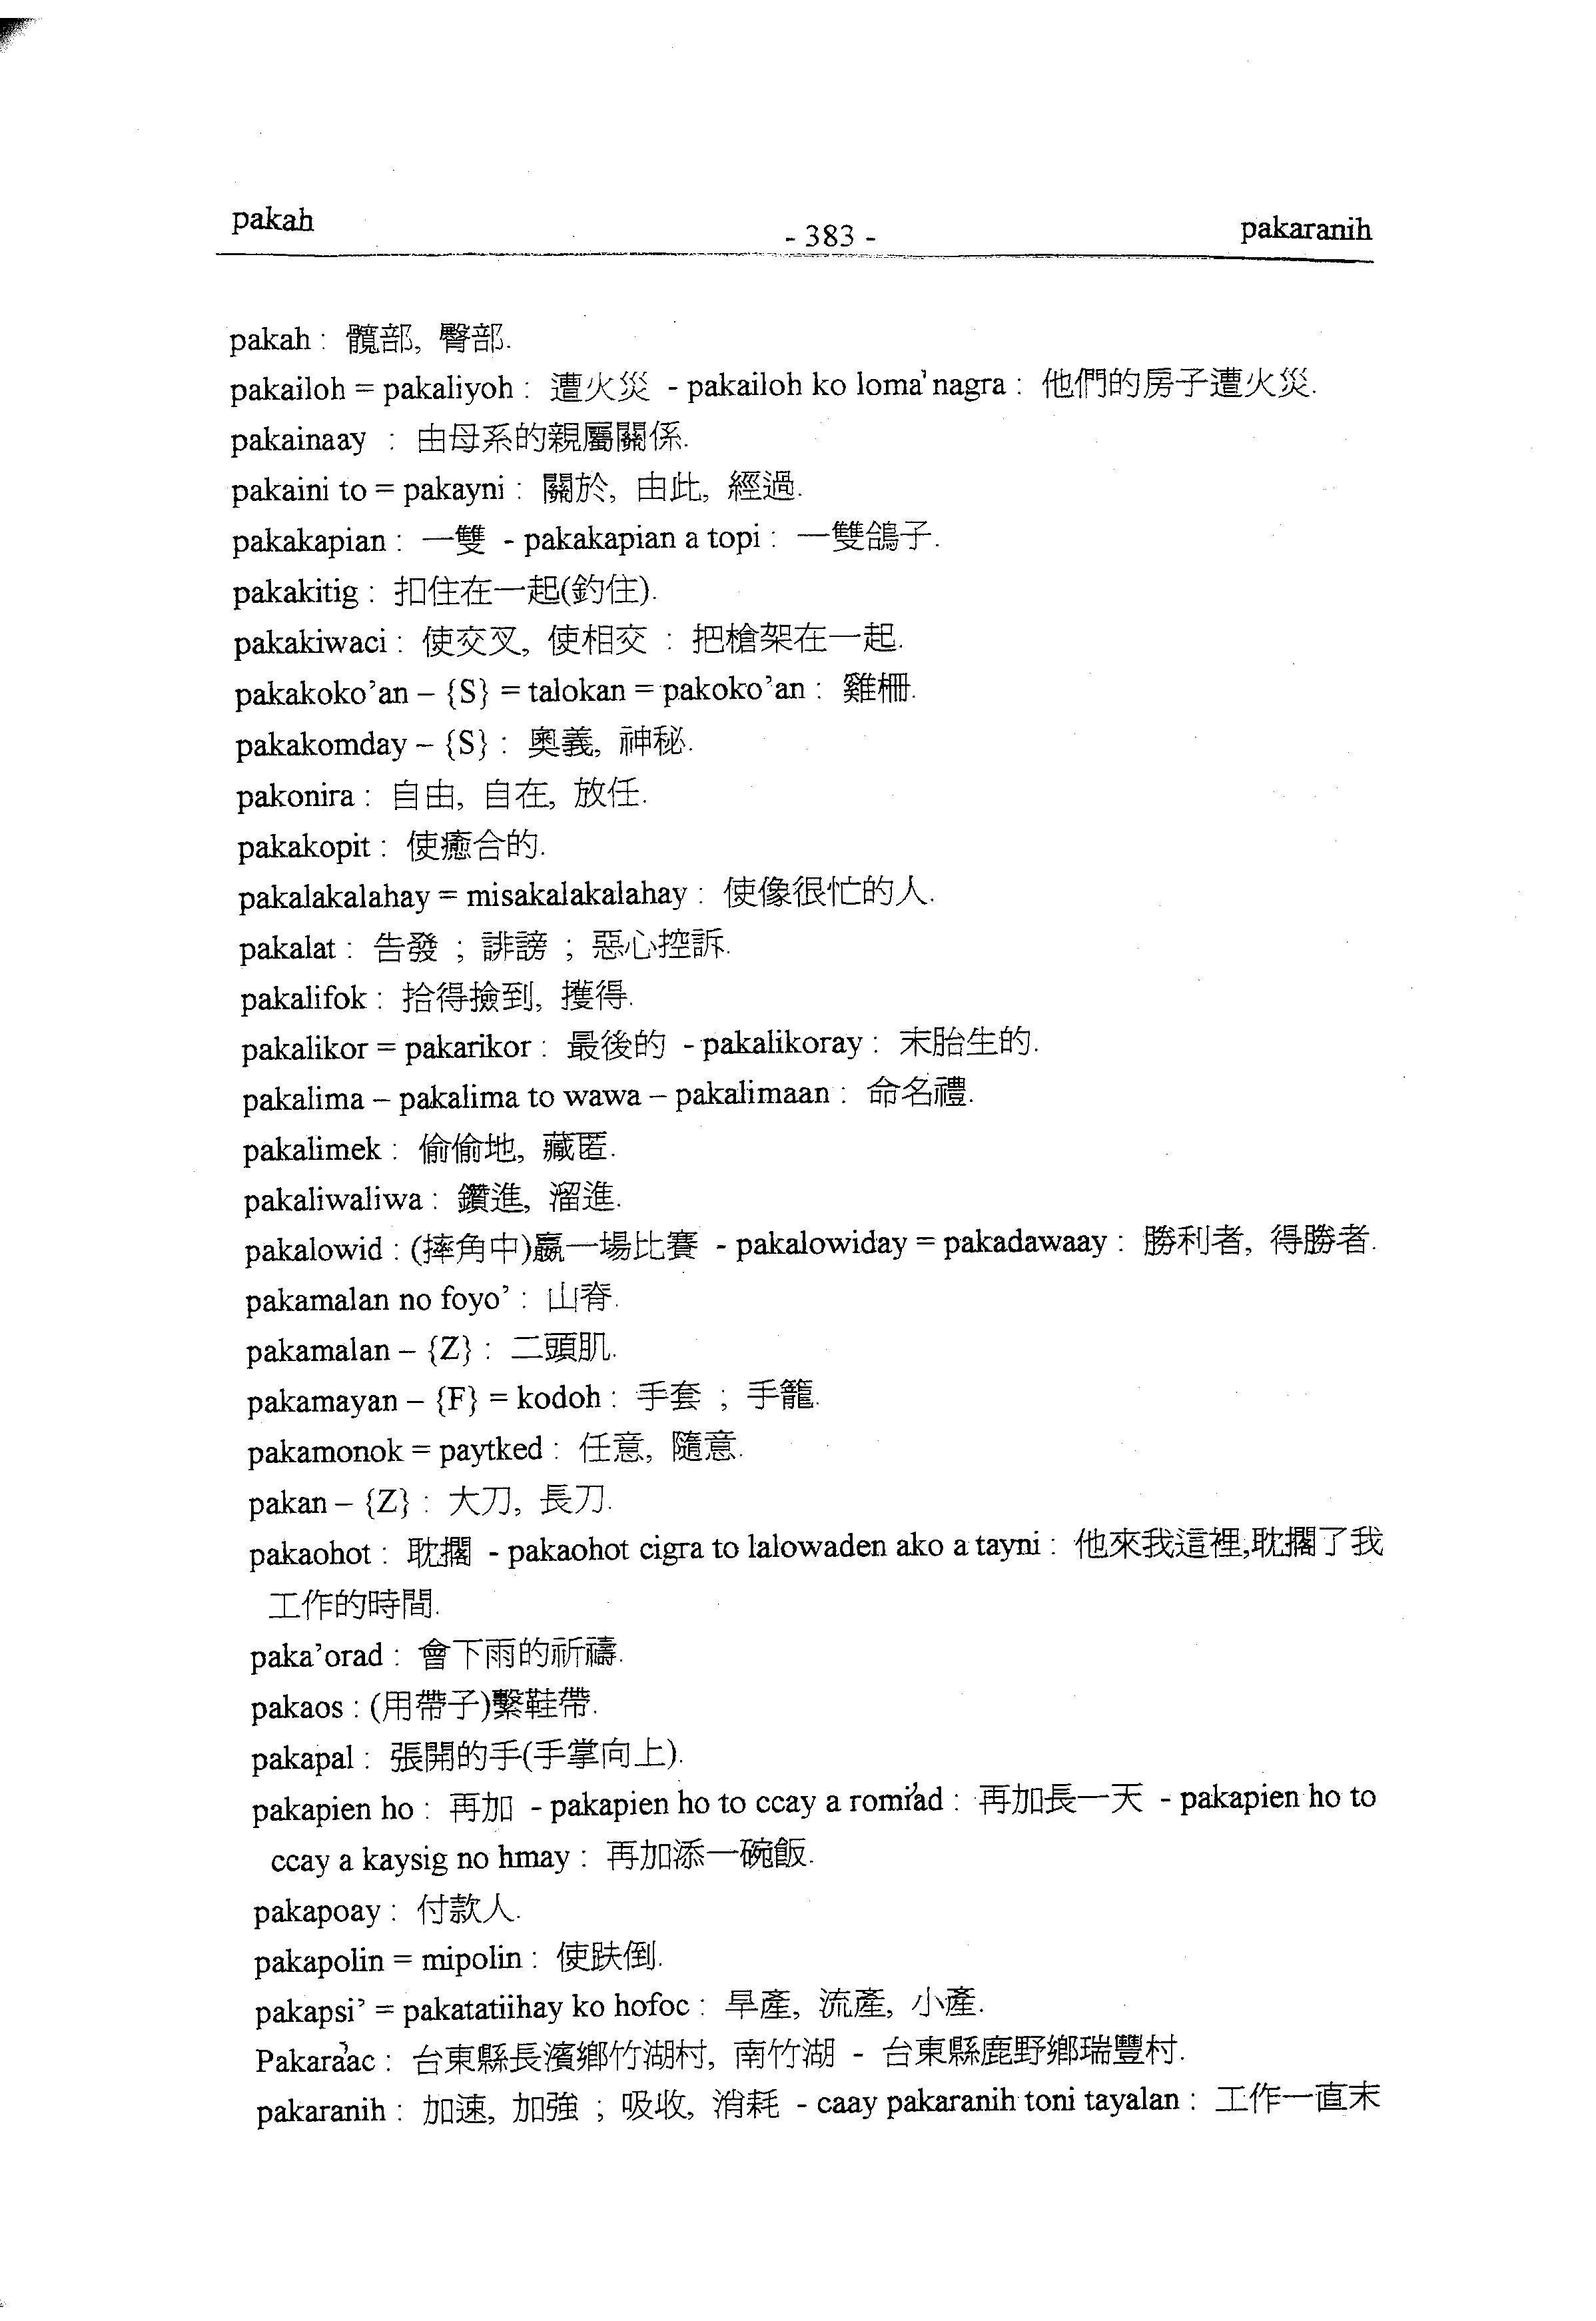 pakah - 383 - pakaranih
pakah : 髖部, 臀部.
pakailoh = pakaliyoh : 遭火災 - pakailoh ko loma' nagra : 他們的房子遭火災.
pakainaay : 由母系的親屬關係.
pakaini to = pakayni : 關於, 由此, 經過.
pakakapian : 一雙 - pakakapian a topi : 一雙鴿子.
pakakitig : 扣住在一起(釣住).
pakakiwaci : 使交叉, 使相交 : 把槍架在一起.
pakakoko’an – {S} = talokan = pakoko’an : 雞柵.
pakakomday – {S} : 奧義, 神秘.
pakonira : 自由, 自在, 放任.
pakakopit : 使癒合的.
pakalakalahay = misakalakalahay : 使像很忙的人.
pakalat : 告發 ; 誹謗 ; 惡心控訴.
pakalifok : 拾得撿到, 獲得.
pakalikor = pakarikor : 最後的 - pakalikoray : 末胎生的.
pakalima – pakalima to wawa – pakalimaan : 命名禮.
pakalimek : 偷偷地, 藏匿.
pakaliwaliwa : 鑽進, 溜進.
pakalowid : (摔角中)贏一場比賽 - pakalowiday = pakadawaay : 勝利者, 得勝者.
pakamalan no foyo’ : 山脊.
pakamalan – {Z} : 二頭肌.
pakamayan – {F} = kodoh : 手套 ; 手籠.
pakamonok = paytked : 任意, 隨意.
pakan – {Z} : 大刀, 長刀.
pakaohot : 耽擱 - pakaohot cigra to lalowaden ako a tayni : 他來我這裡,耽擱了我
工作的時間.
paka’orad : 會下雨的祈禱.
pakaos : (用帶子)繫鞋帶.
pakapal : 張開的手(手掌向上).
pakapien ho : 再加 - pakapien ho to ccay a romi'ad : 再加長一天 - pakapien ho to
ccay a kaysig no hmay : 再加添一碗飯.
pakapoay : 付款人.
pakapolin = mipolin : 使跌倒.
pakapsi’ = pakatatiihay ko hofoc : 早產, 流產, 小產.
Pakara'ac : 台東縣長濱鄉竹湖村, 南竹湖 - 台東縣鹿野鄉瑞豐村.
pakaranih : 加速, 加強 ; 吸收, 消耗 - caay pakaranih toni tayalan : 工作一直末